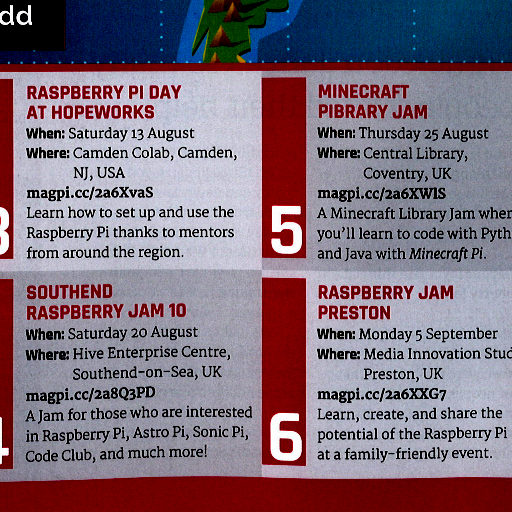 dd
RASPBERRY PI DAY
AT HOPEWORKS
When: Saturday 13 August
Where: Camden Colab, Camden,
NJ, USA
magpi.cc/2a6XvaS
Learn how to set up and use the
Raspberry Pi thanks to mentors
from around the region.
3
SOUTHEND
RASPBERRY JAM 10
When: Saturday 20 August
Where: Hive Enterprise Centre,
Southend-on-Sea, UK
magpi.cc/2a8Q3PD
A Jam for those who are interested
in Raspberry Pi, Astro Pi, Sonic Pi,
Code Club, and much more!
4
MINECRAFT
PIBRARY JAM
When: Thursday 25 August
Where: Central Library,
Coventry, UK
magpi.cc/2a6XWlS
A Minecraft Library Jam wher
you'll learn to code with Pyth
and Java with Minecraft Pi.
5
RASPBERRY JAM
PRESTON
When: Monday 5 September
Where: Media Innovation Stud
Preston, UK
magpi.cc/2a6XXG7
Learn, create, and share the
potential of the Raspberry Pi
at a family-friendly event.
6